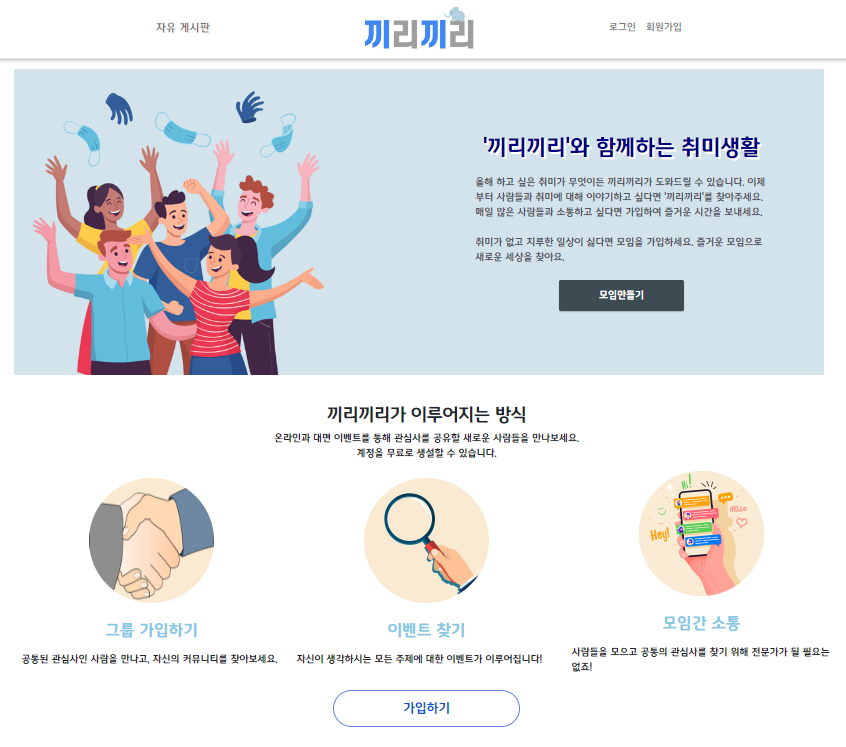 자유 게시판
끼리끼리
로그인 회원가입
'끼리끼리'와 함께하는 취미생활
올해 하고 싶은 취미가 무엇이든 끼리끼리가 도와드릴 수 있습니다. 이제
부터 사람들과 취미에 대해 이야기하고 싶다면 '끼리끼리'를 찾아주세요.
매일 많은 사람들과 소통하고 싶다면 가입하여 즐거운 시간을 보내세요.
취미가 없고 지루한 일상이 싫다면 모임을 가입하세요. 즐거운 모임으로
새로운 세상을 찾아요.
모임만들기
끼리끼리가 이루어지는 방식
온라인과 대면 이벤트를 통해 관심사를 공유할 새로운 사람들을 만나보세요.
계정을 무료로 생설할 수 있습니다.
Hi!
HELLO
Hey!
그룹 가입하기
이벤트 찾기
모임간 소통
공통된 관심사인 사람을 만나고, 자신의 커뮤니티를 찾아보세요.
자신이 생각하시는 모든 주제에 대한 이벤트가 이루어집니다!
사람들을 모으고 공통의 관심사를 찾기 위해 전문가가 될 필요는
없죠!
가입하기